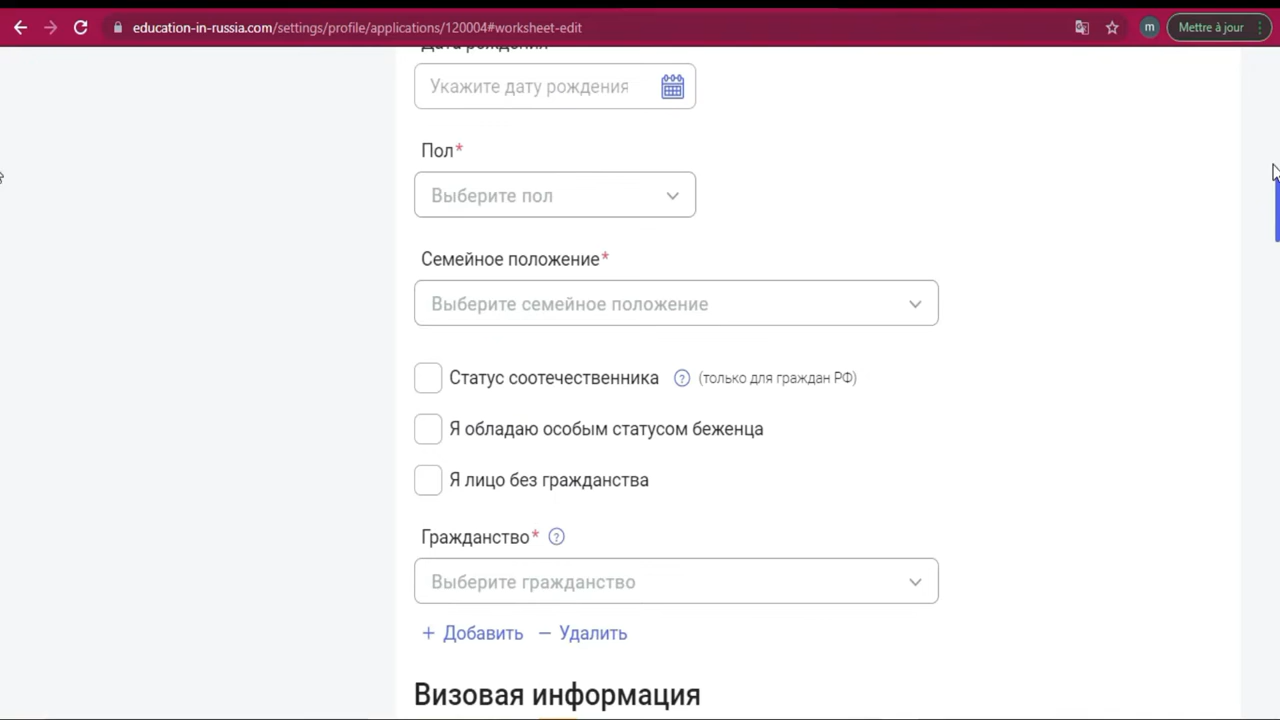 education-in-russia.com/settings/profile/applications/120004#worksheet-edit
m
Mettre à jour
Дата рождения
Укажите дату рождения
Пол*
Выберите пол
Семейное положение*
Выберите семейное положение
Статус соотечественника ? (только для граждан РФ)
Я обладаю особым статусом беженца
Я лицо без гражданства
Гражданство* ?
Выберите гражданство
+ Добавить − Удалить
Визовая информация